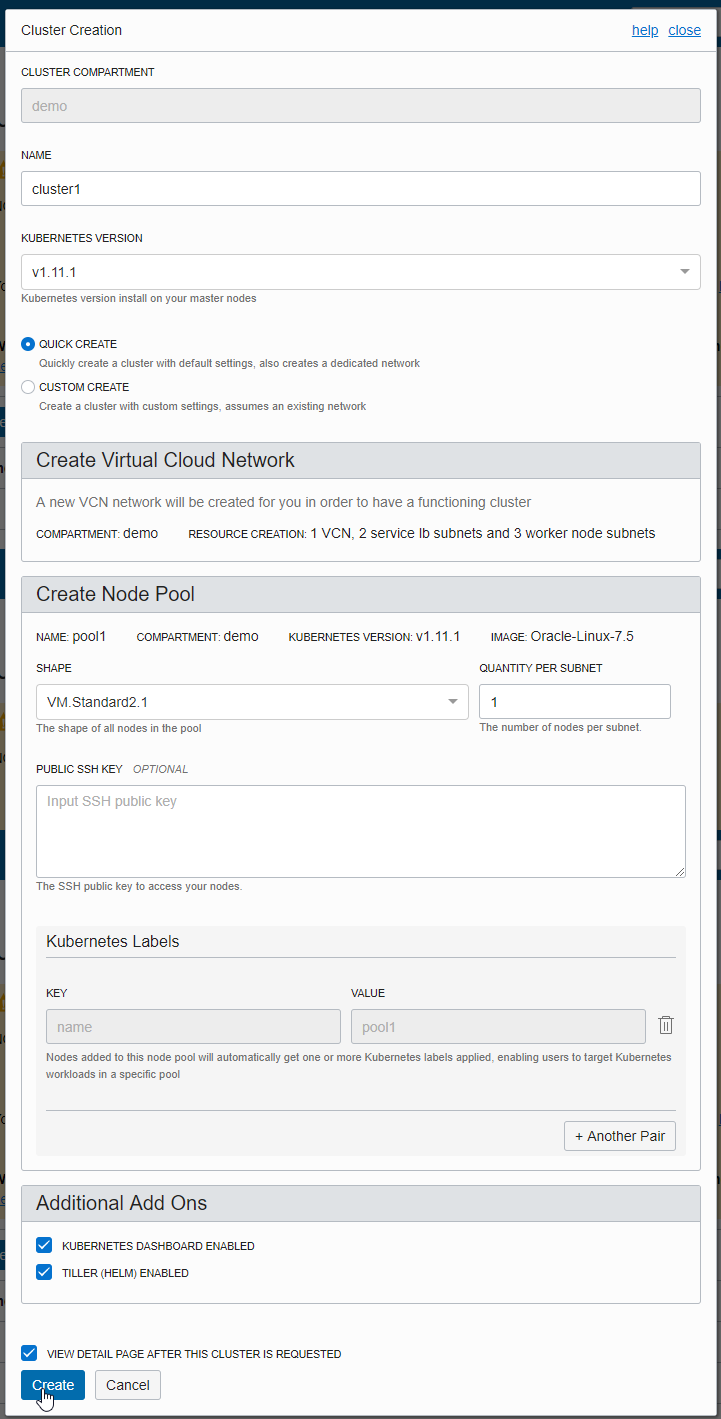 Cluster Creation help close
CLUSTER COMPARTMENT
demo
NAME
cluster1
KUBERNETES VERSION
v1.11.1
Kubernetes version install on your master nodes
QUICK CREATE
Quickly create a cluster with default settings, also creates a dedicated network
CUSTOM CREATE
Create a cluster with custom settings, assumes an existing network
Create Virtual Cloud Network
A new VCN network will be created for you in order to have a functioning cluster
COMPARTMENT: demo RESOURCE CREATION: 1 VCN, 2 service lb subnets and 3 worker node subnets
Create Node Pool
NAME: pool1 COMPARTMENT: demo KUBERNETES VERSION: v1.11.1 IMAGE: Oracle-Linux-7.5
SHAPE QUANTITY PER SUBNET
VM.Standard2.1 1
The shape of all nodes in the pool The number of nodes per subnet.
PUBLIC SSH KEY OPTIONAL
Input SSH public key
The SSH public key to access your nodes.
Kubernetes Labels
KEY VALUE
name pool1
Nodes added to this node pool will automatically get one or more Kubernetes labels applied, enabling users to target Kubernetes
workloads in a specific pool
+ Another Pair
Additional Add Ons
KUBERNETES DASHBOARD ENABLED
TILLER (HELM) ENABLED
VIEW DETAIL PAGE AFTER THIS CLUSTER IS REQUESTED
Create Cancel